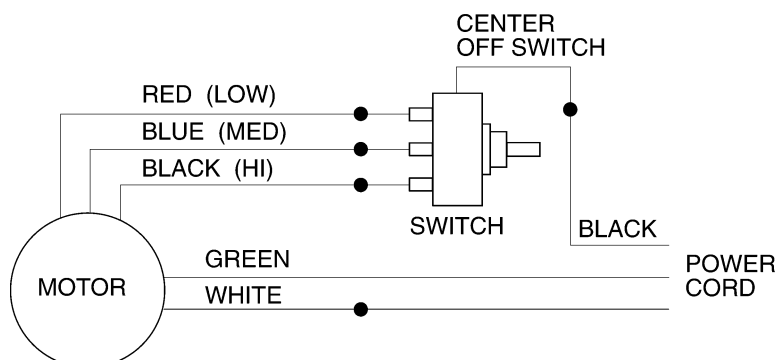 CENTER
OFF SWITCH
RED (LOW)
BLUE (MED)
BLACK (HI)
SWITCH
BLACK
GREEN
POWER
CORD
MOTOR
WHITE